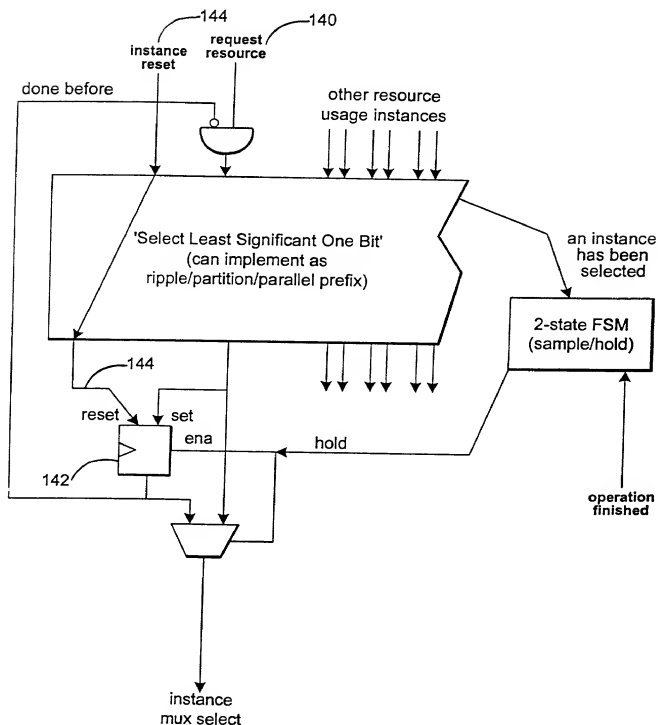 144
140
instance
reset
request
resource
done before
other resource
usage instances
'Select Least Significant One Bit'
(can implement as
ripple/partition/parallel prefix)
an instance
has been
selected
2-state FSM
(sample/hold)
144
reset
set
ena
hold
142
operation
finished
instance
mux select